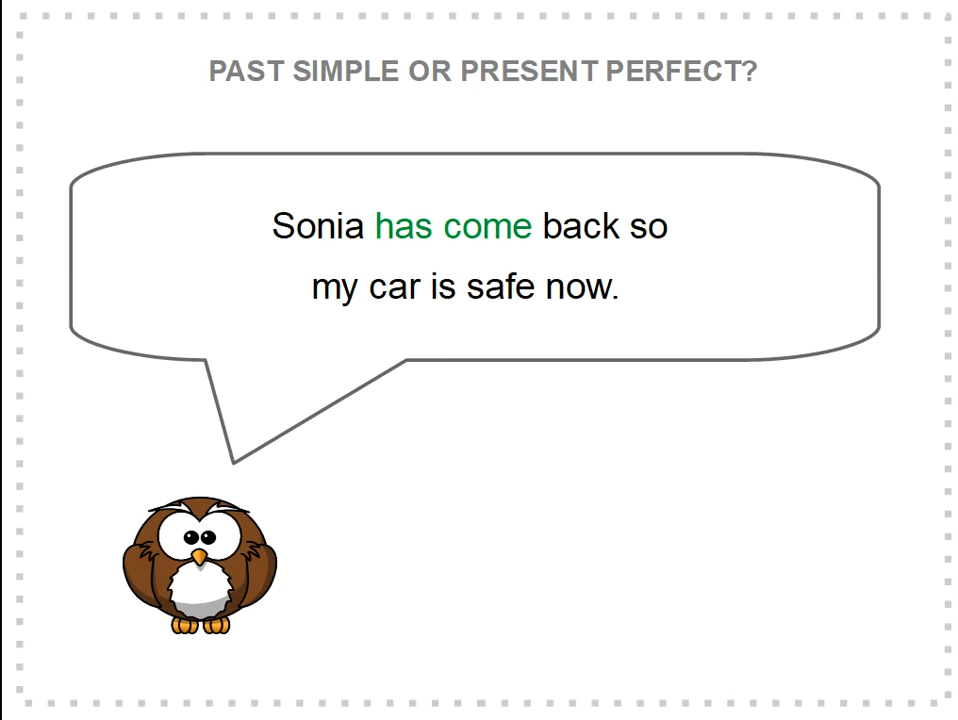 PAST SIMPLE OR PRESENT PERFECT?
Sonia has come back so
my car is safe now.